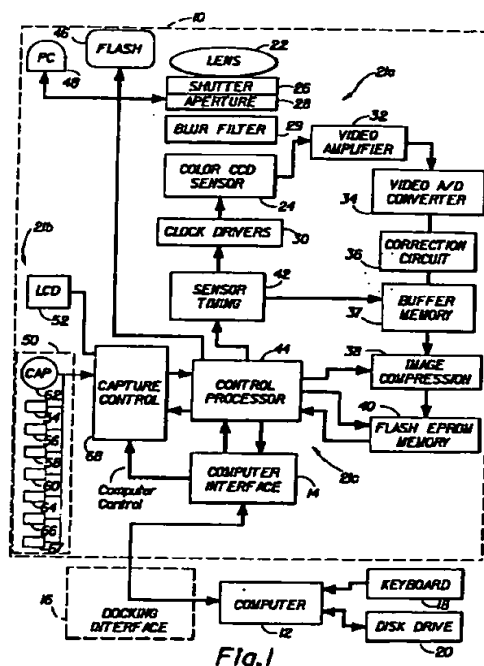 10
46
FLASH
PC
48
LENS
22
SHUTTER
26
APERTURE
28
21a
BLUR FILTER
29
VIDEO AMPLIFIER
32
COLOR CCD SENSOR
24
VIDEO A/D CONVERTER
34
CLOCK DRIVERS
30
CORRECTION CIRCUIT
36
21b
LCD
52
SENSOR TIMING
42
BUFFER MEMORY
37
50
CAP
62
54
56
58
60
64
66
67
CAPTURE CONTROL
68
44
CONTROL PROCESSOR
IMAGE COMPRESSION
38
FLASH EPROM MEMORY
40
21c
Computer Control
COMPUTER INTERFACE
14
16
DOCKING INTERFACE
COMPUTER
12
KEYBOARD
18
DISK DRIVE
20
Fig.1